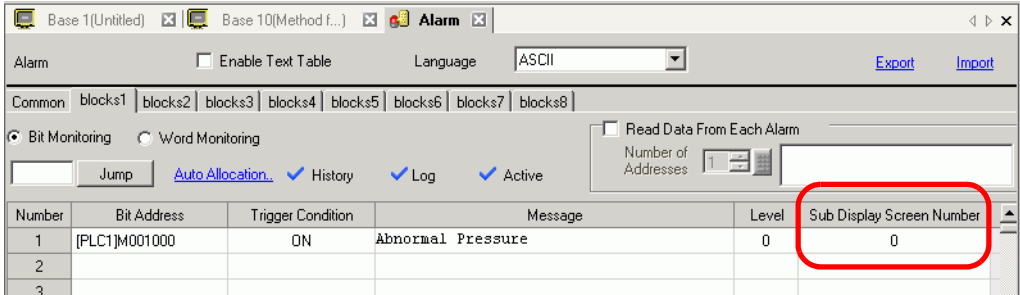 Base 1(Untitled) Base 10(Method f...) Alarm
Alarm Enable Text Table Language ASCII Export Import
Common blocks1 blocks2 blocks3 blocks4 blocks5 blocks6 blocks7 blocks8
Bit Monitoring Word Monitoring Read Data From Each Alarm
Jump Auto Allocation.. History Log Active Number of Addresses 1
Number Bit Address Trigger Condition Message Level Sub Display Screen Number
1 [PLC1]M001000 ON Abnormal Pressure 0 0
2
3